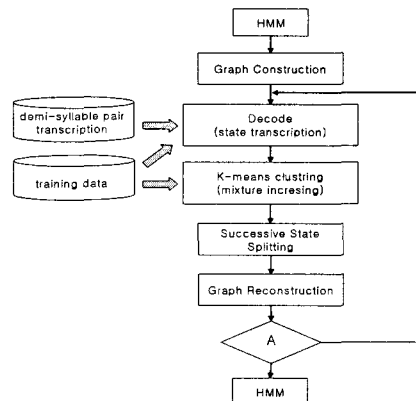 HMM
Graph Construction
demi-syllable pair
transcription
Decode
(state transcription)
training data
K-means clustring
(mixture incresing)
Successive State
Splitting
Graph Reconstruction
A
HMM